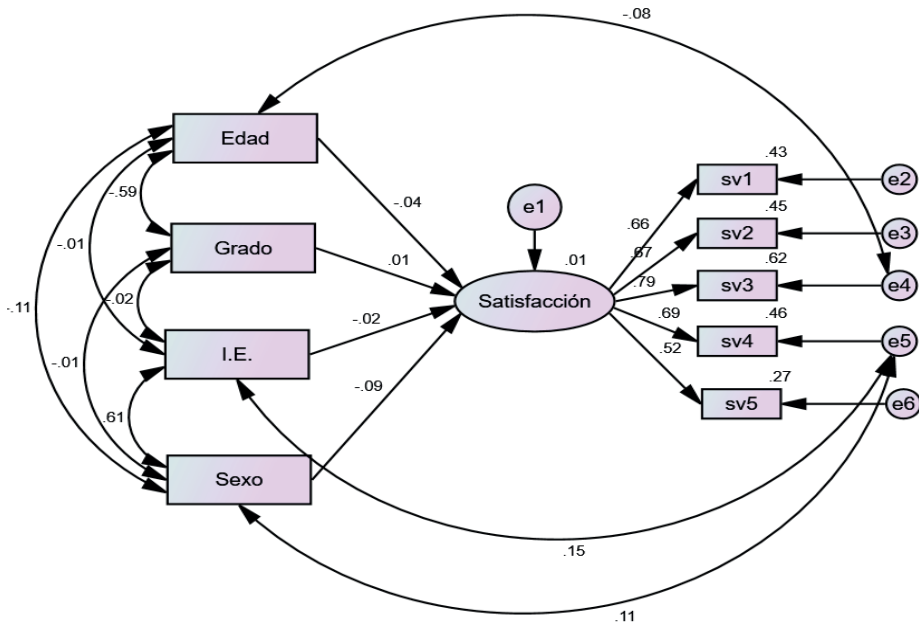 -.08
Edad
.43
sv1
e2
-.59
-.04
e1
.66
.45
sv2
e3
-.01
Grado
.01
.01
.67
.62
.79
sv3
e4
-.11
-.02
Satisfacción
-.02
.69
.46
sv4
e5
-.01
I.E.
.52
-.09
.27
.61
sv5
e6
Sexo
.15
.11